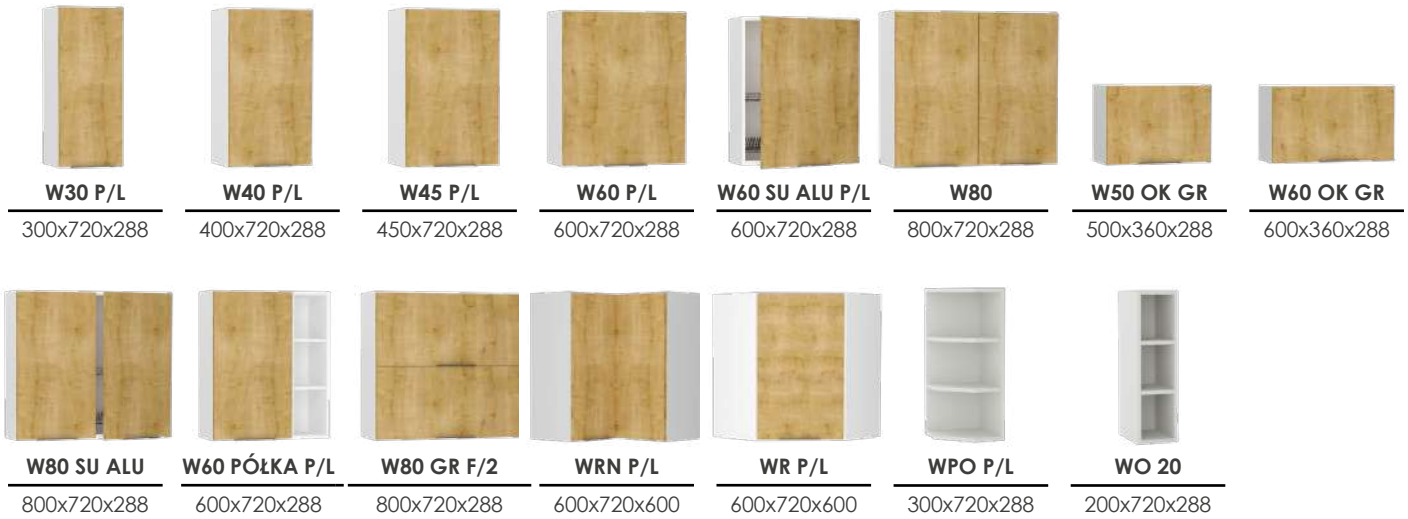 W30 P/L W40 P/L W45 P/L W60 P/L W60 SU ALU P/L W80 W50 OK GR W60 OK GR
300x720x288 400x720x288 450x720x288 600x720x288 600x720x288 800x720x288 500x360x288 600x360x288
W80 SU ALU W60 PÓŁKA P/L W80 GR F/2 WRN P/L WR P/L WPO P/L WO 20
800x720x288 600x720x288 800x720x288 600x720x600 600x720x600 300x720x288 200x720x288